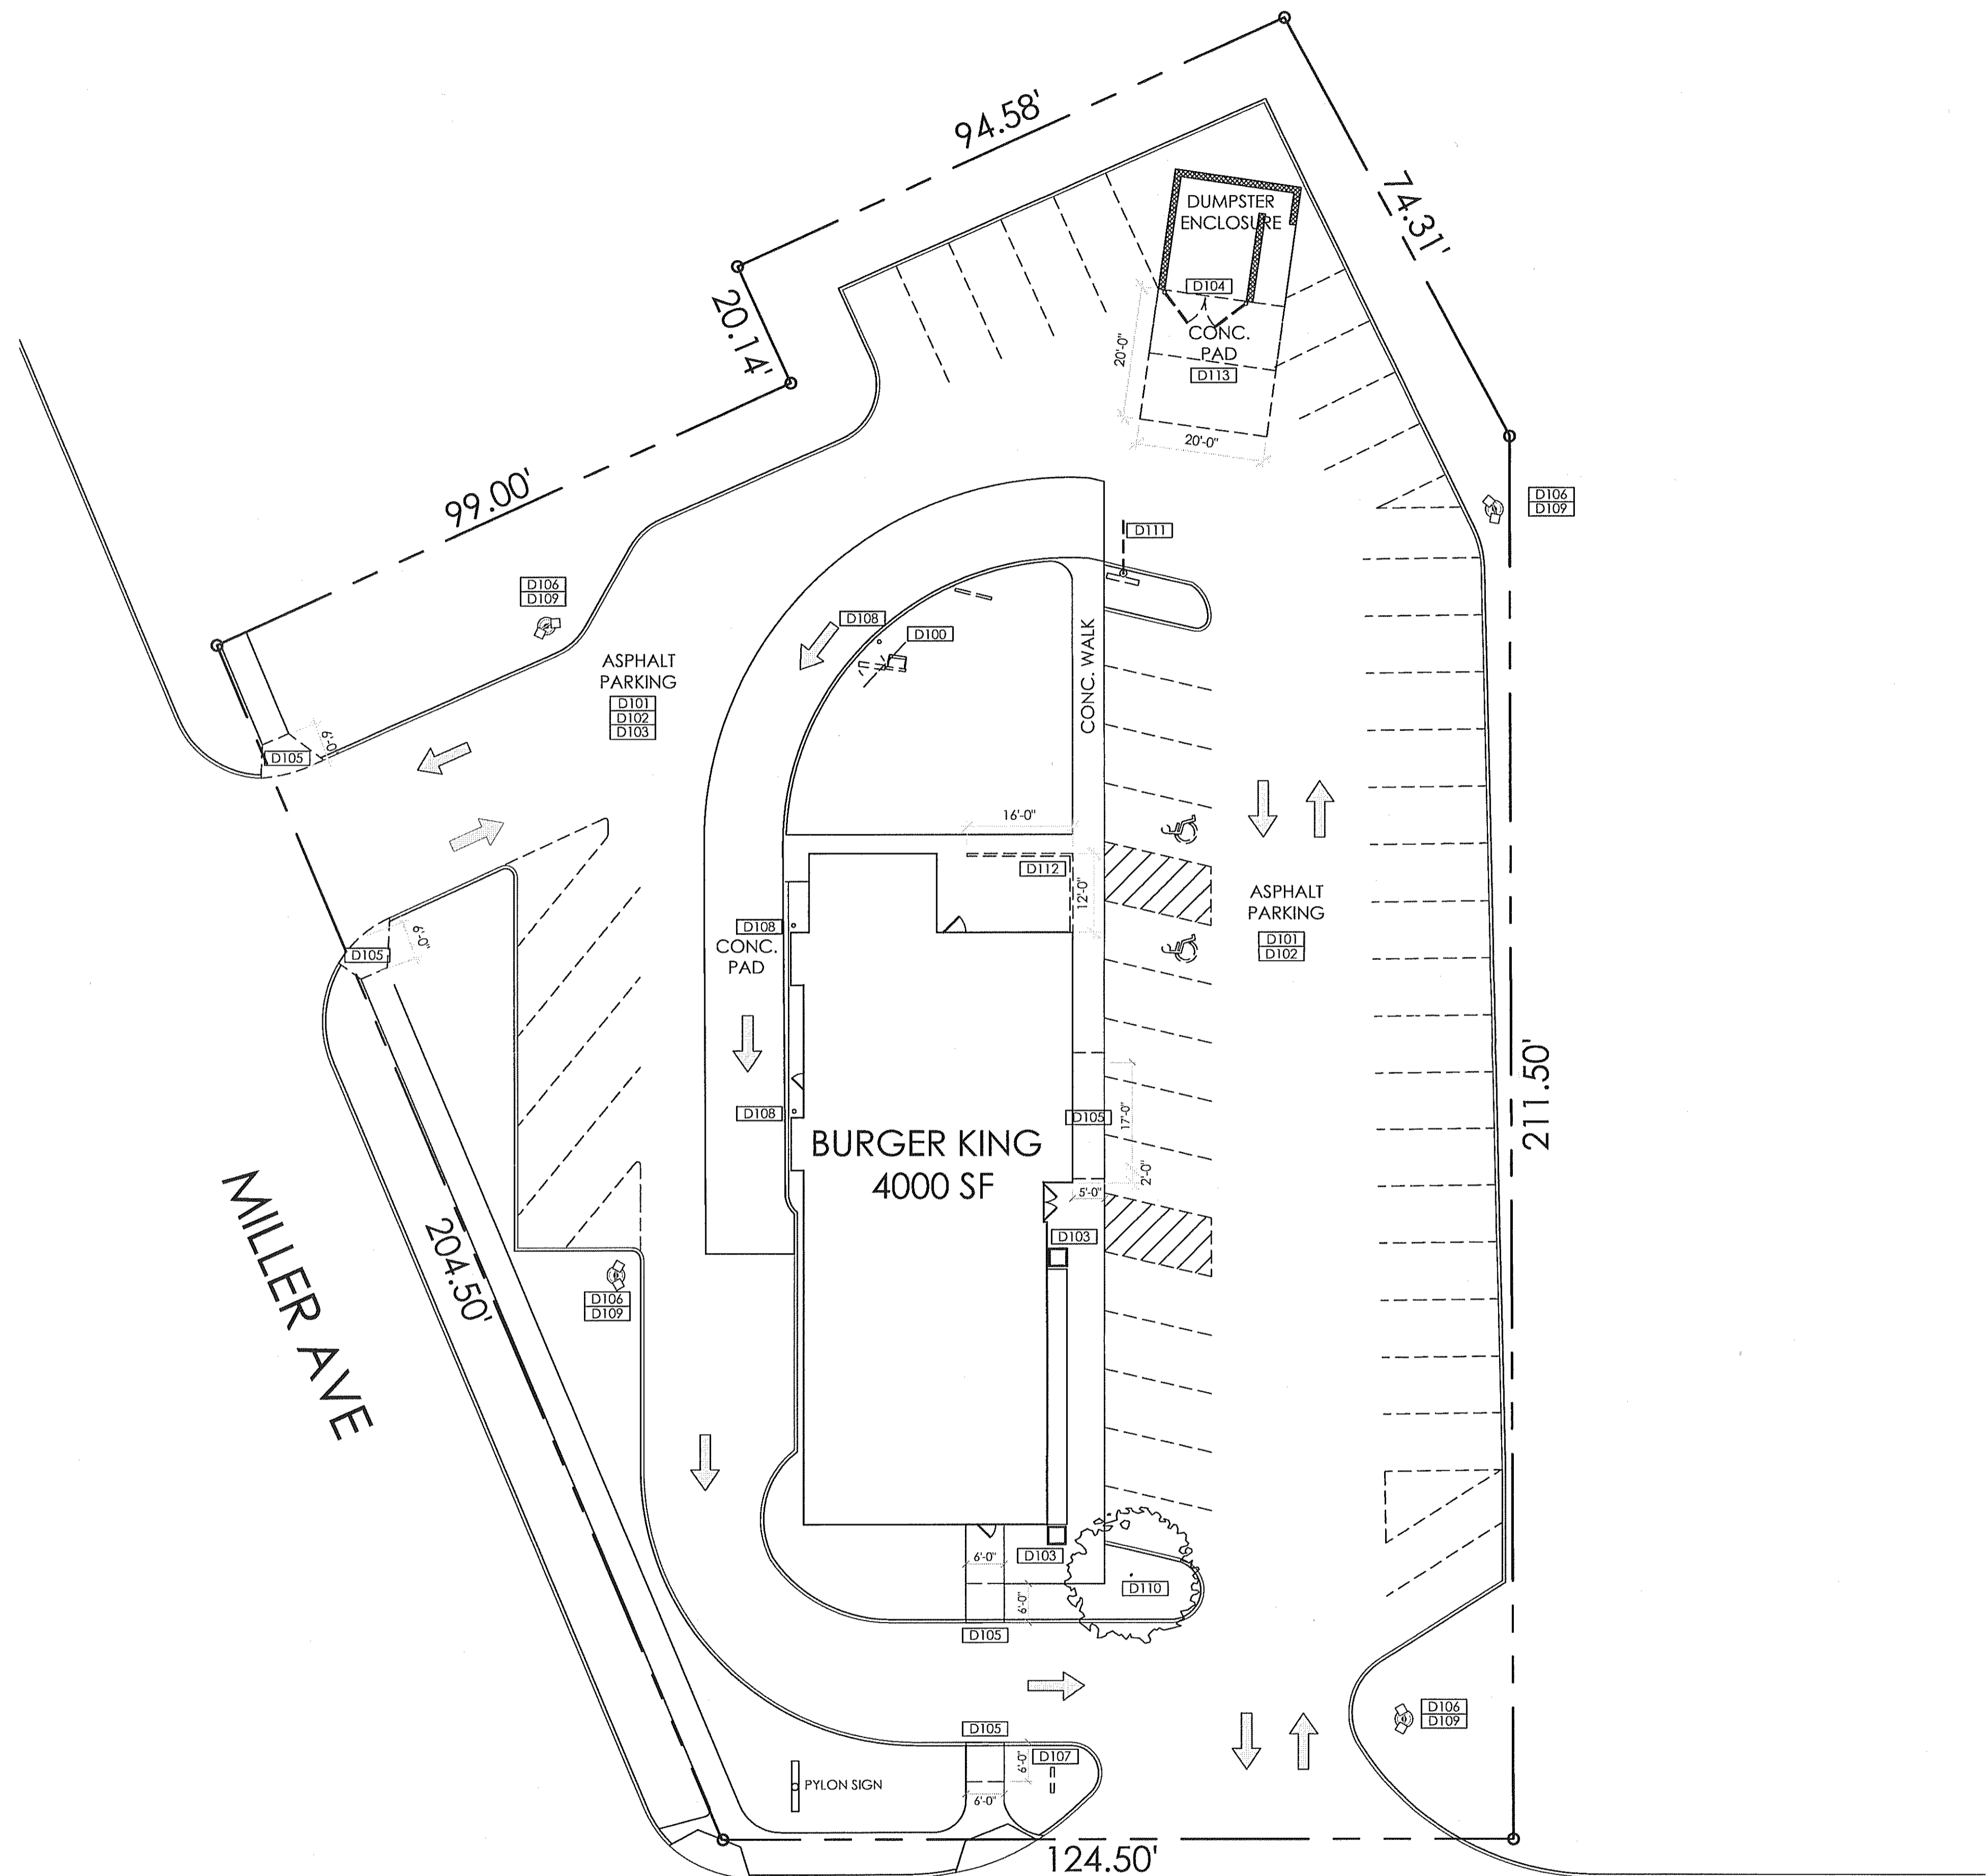 94.58'
74.31'
DUMPSTER
ENCLOSURE
D104
20.14'
CONC.
PAD
D113
20'-0"
20'-0"
99.00'
D106
D109
D111
D106
D109
D108
D100
CONC. WALK
ASPHALT
PARKING
D101
D102
D103
6'-0"
D105
16'-0"
D112
12'-0"
ASPHALT
PARKING
D101
D102
D108
CONC.
PAD
6'-0"
D105
211.50'
D108
D105
17'-0"
BURGER KING
4000 SF
2'-0"
5'-0"
MILLER AVE
204.50'
D103
D106
D109
6'-0"
D103
D110
6'-0"
D105
D106
D109
D105
D107
6'-0"
PYLON SIGN
6'-0"
124.50'